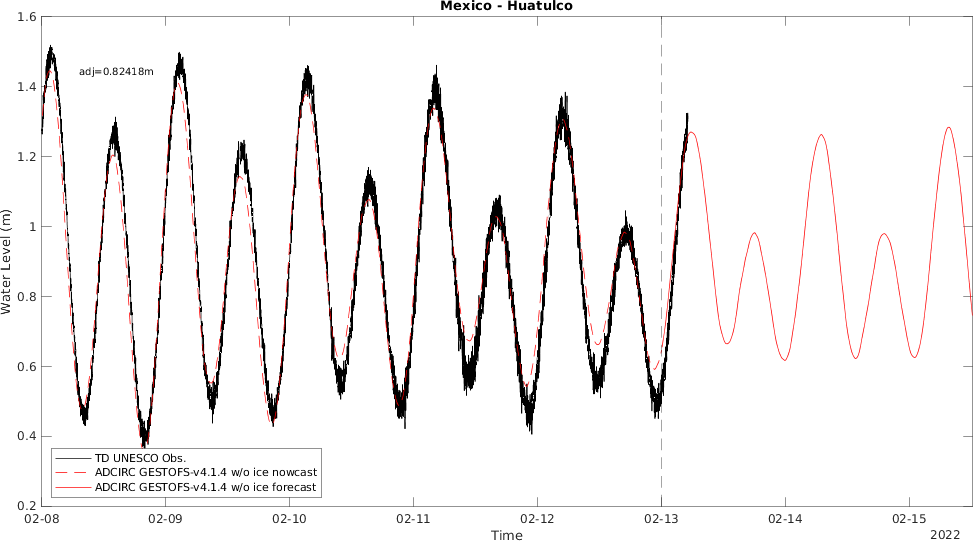 Mexico - Huatulco
1.6
1.4
1.2
1
0.8
0.6
0.4
0.2
Water Level (m)
adj=0.82418m
TD UNESCO Obs.
ADCIRC GESTOFS-v4.1.4 w/o ice nowcast
ADCIRC GESTOFS-v4.1.4 w/o ice forecast
02-08 02-09 02-10 02-11 02-12 02-13 02-14 02-15
Time
2022